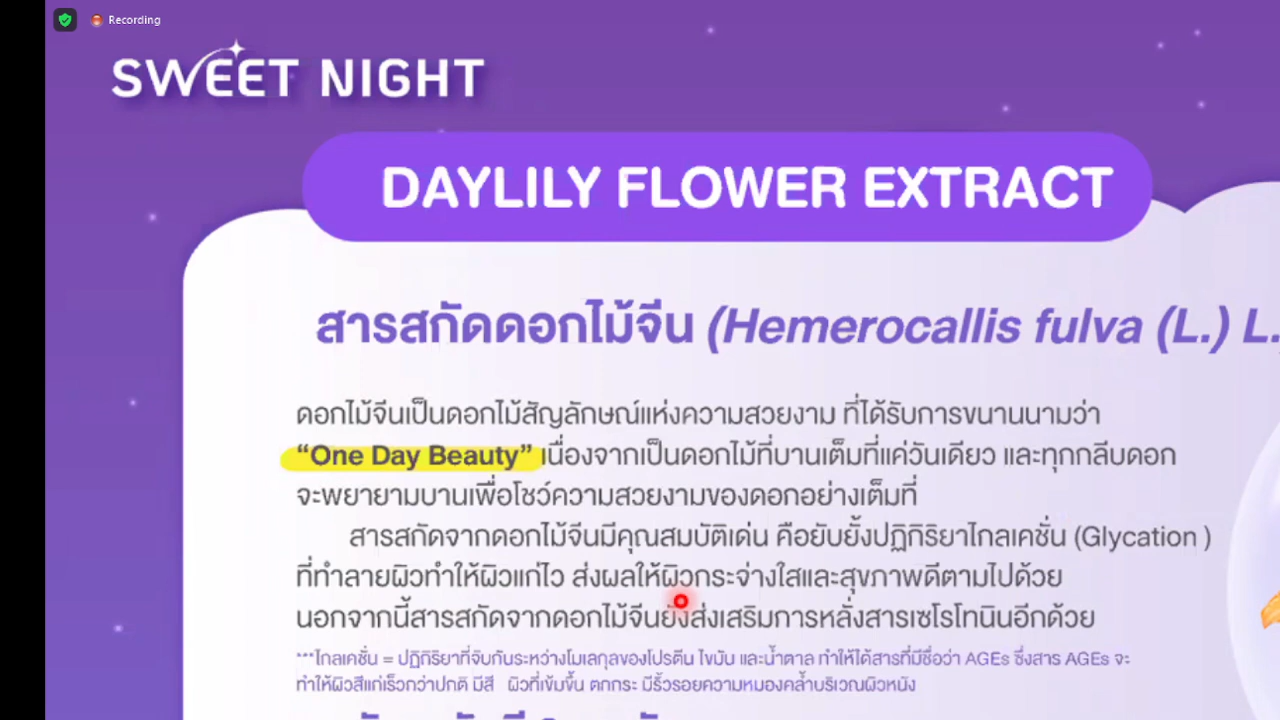 Recording
SWEET NIGHT
DAYLILY FLOWER EXTRACT
สารสกัดดอกไม้จีน (Hemerocallis fulva (L.) L.
ดอกไม้จีนเป็นดอกไม้สัญลักษณ์แห่งความสวยงาม ที่ได้รับการขนานนามว่า
“One Day Beauty” เนื่องจากเป็นดอกไม้ที่บานเต็มที่แค่วันเดียว และทุกกลีบดอก
จะพยายามบานเพื่อโชว์ความสวยงามของดอกอย่างเต็มที่
สารสกัดจากดอกไม้จีนมีคุณสมบัติเด่น คือยับยั้งปฏิกิริยาไกลเคชั่น (Glycation )
ที่ทำลายผิวทำให้ผิวแก่ไว ส่งผลให้ผิวกระจ่างใสและสุขภาพดีตามไปด้วย
นอกจากนี้สารสกัดจากดอกไม้จีนยังส่งเสริมการหลั่งสารเซโรโทนินอีกด้วย
***ไกลเคชั่น = ปฏิกิริยาที่จับกันระหว่างโมเลกุลของโปรตีน ไขมัน และน้ำตาล ทำให้ได้สารที่มีชื่อว่า AGEs ซึ่งสาร AGEs จะ
ทำให้ผิวสีแก่เร็วกว่าปกติ มีสี ผิวที่เข้มขึ้น ตกกระ มีริ้วรอยความหมองคล้ำบริเวณผิวหนัง